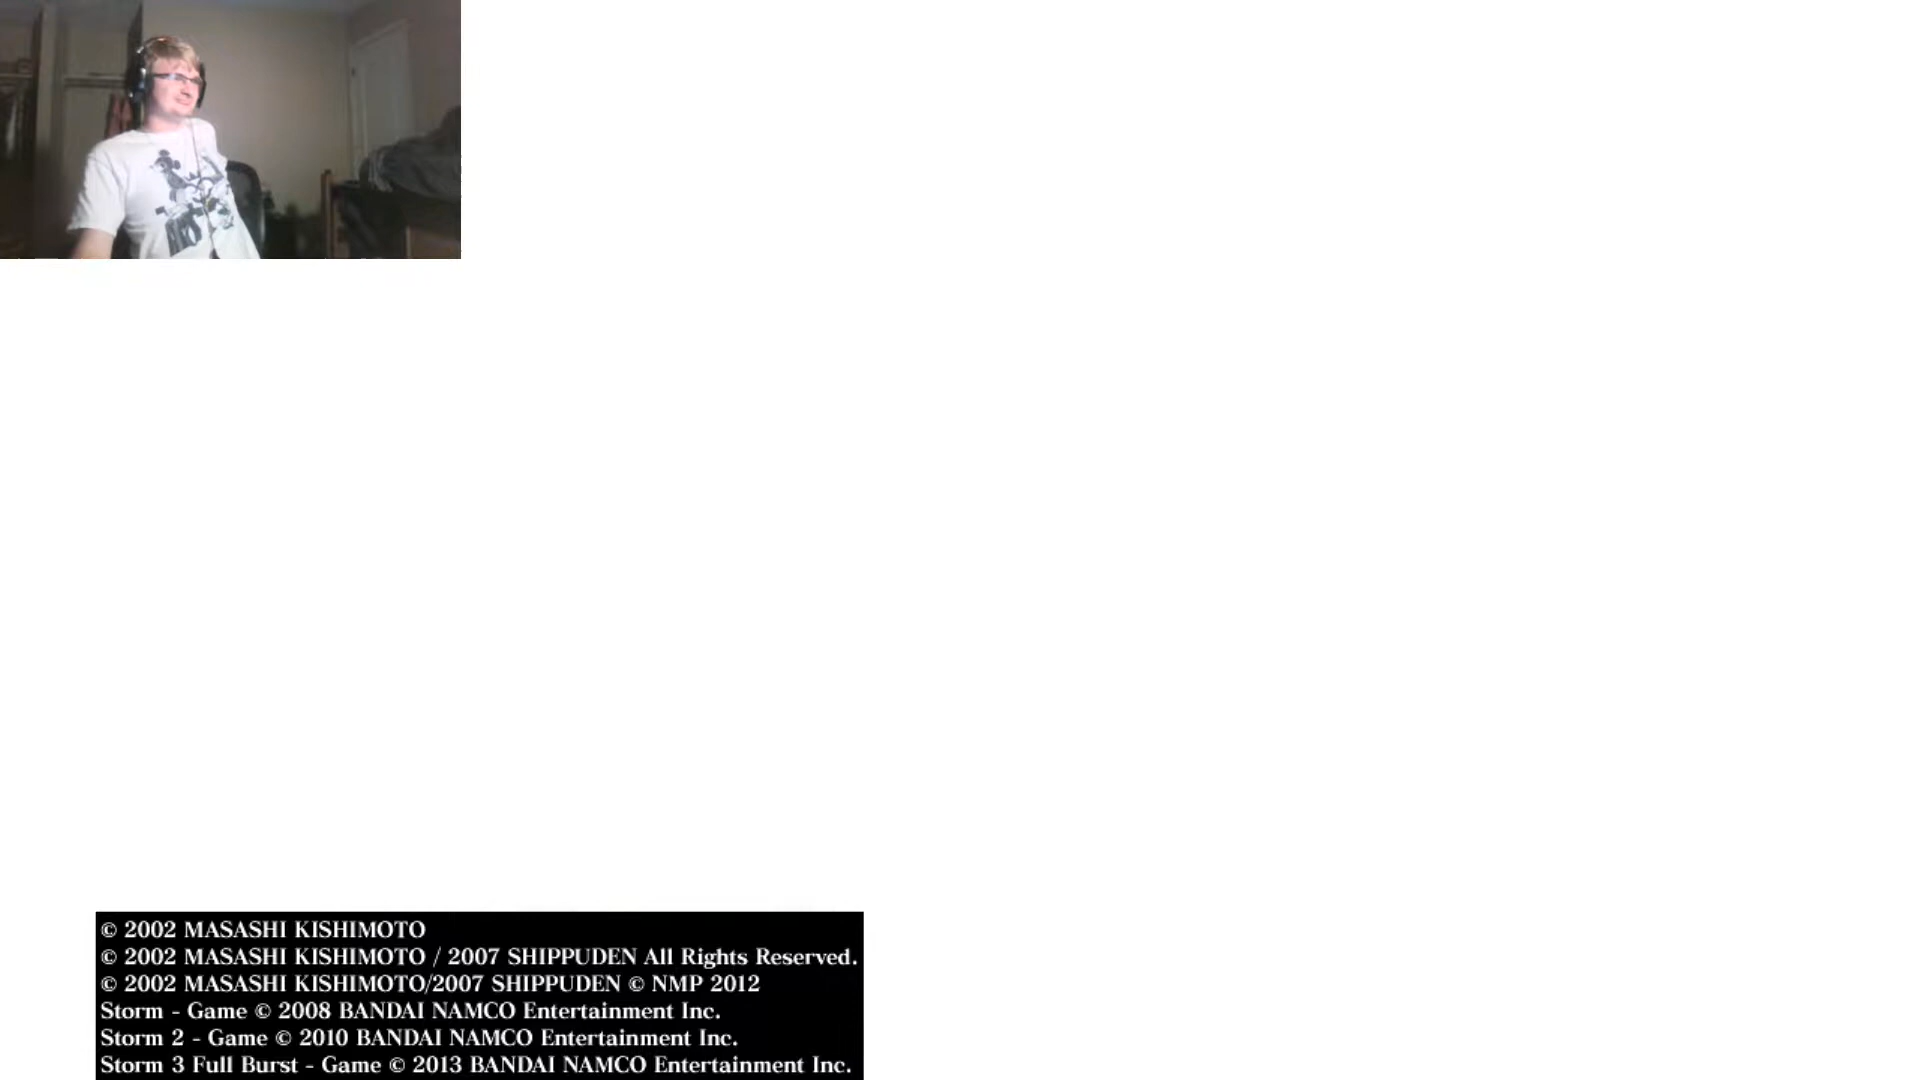 © 2002 MASASHI KISHIMOTO
© 2002 MASASHI KISHIMOTO / 2007 SHIPPUDEN All Rights Reserved.
© 2002 MASASHI KISHIMOTO/2007 SHIPPUDEN © NMP 2012
Storm - Game © 2008 BANDAI NAMCO Entertainment Inc.
Storm 2 - Game © 2010 BANDAI NAMCO Entertainment Inc.
Storm 3 Full Burst - Game © 2013 BANDAI NAMCO Entertainment Inc.